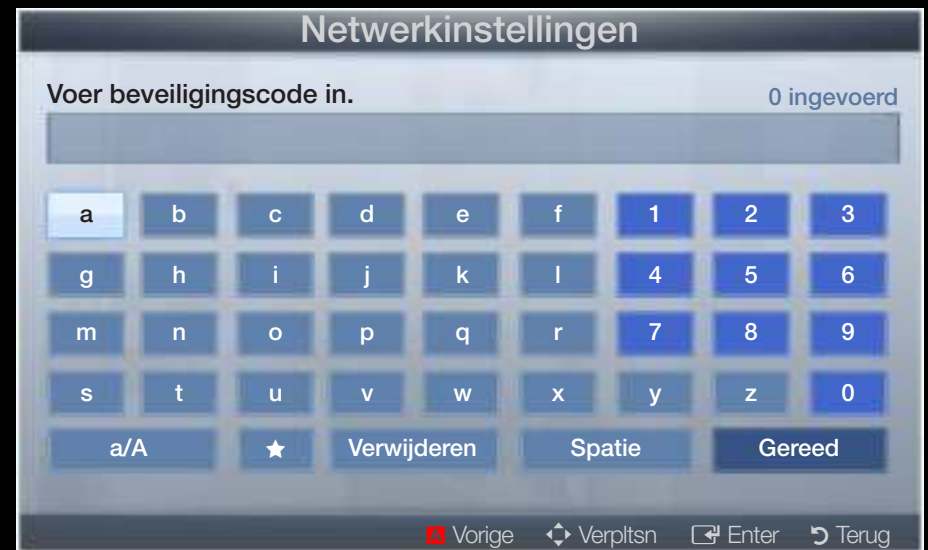 Netwerkinstellingen
Voer beveiligingscode in. 0 ingevoerd
a b c d e f 1 2 3
g h i j k l 4 5 6
m n o p q r 7 8 9
s t u v w x y z 0
a/A ★ Verwijderen Spatie Gereed
A Vorige Verpltsn Enter Terug